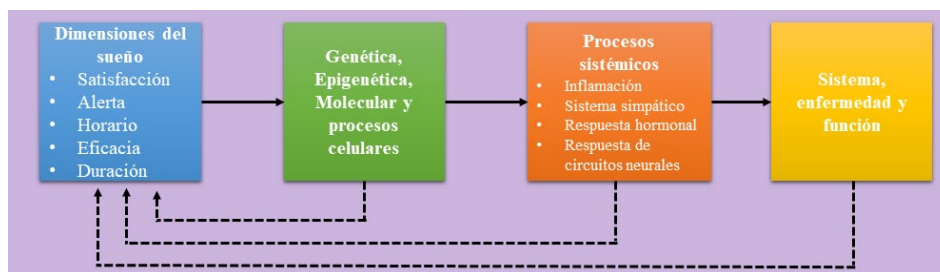 Dimensiones del
sueño
• Satisfacción
• Alerta
• Horario
• Eficacia
• Duración
Genética,
Epigenética,
Molecular y
procesos
celulares
Procesos
sistémicos
• Inflamación
• Sistema simpático
• Respuesta hormonal
• Respuesta de
circuitos neurales
Sistema,
enfermedad y
función